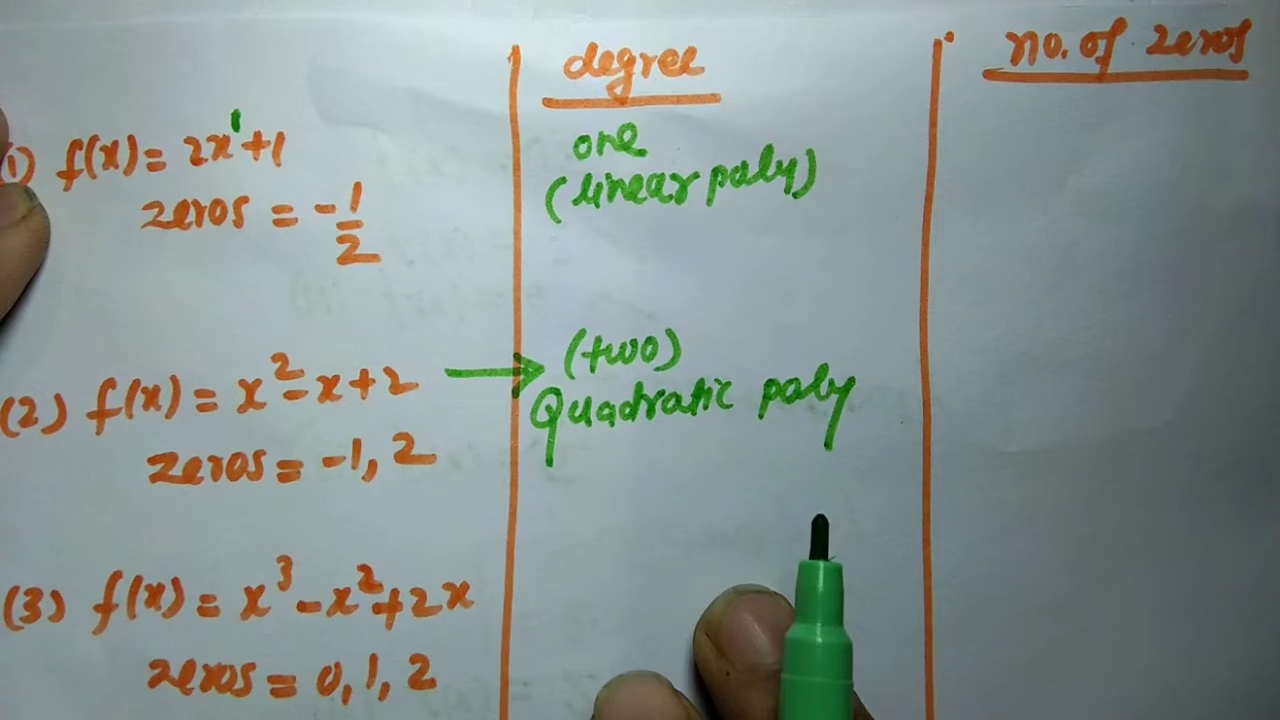 degree
no. of zeros
1) f(x) = 2x¹+1
zeros = -1/2
one
(linear poly)
(2) f(x) = x²-x+2
zeros = -1, 2
(two)
Quadratic poly
(3) f(x) = x³-x²+2x
zeros = 0, 1, 2